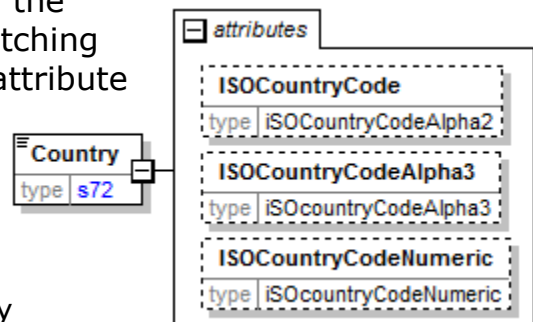 the
tching
attribute
attributes
ISOCountryCode
type iSOCountryCodeAlpha2
Country
type s72
ISOCountryCodeAlpha3
type iSOcountryCodeAlpha3
ISOCountryCodeNumeric
type iSOcountryCodeNumeric
y